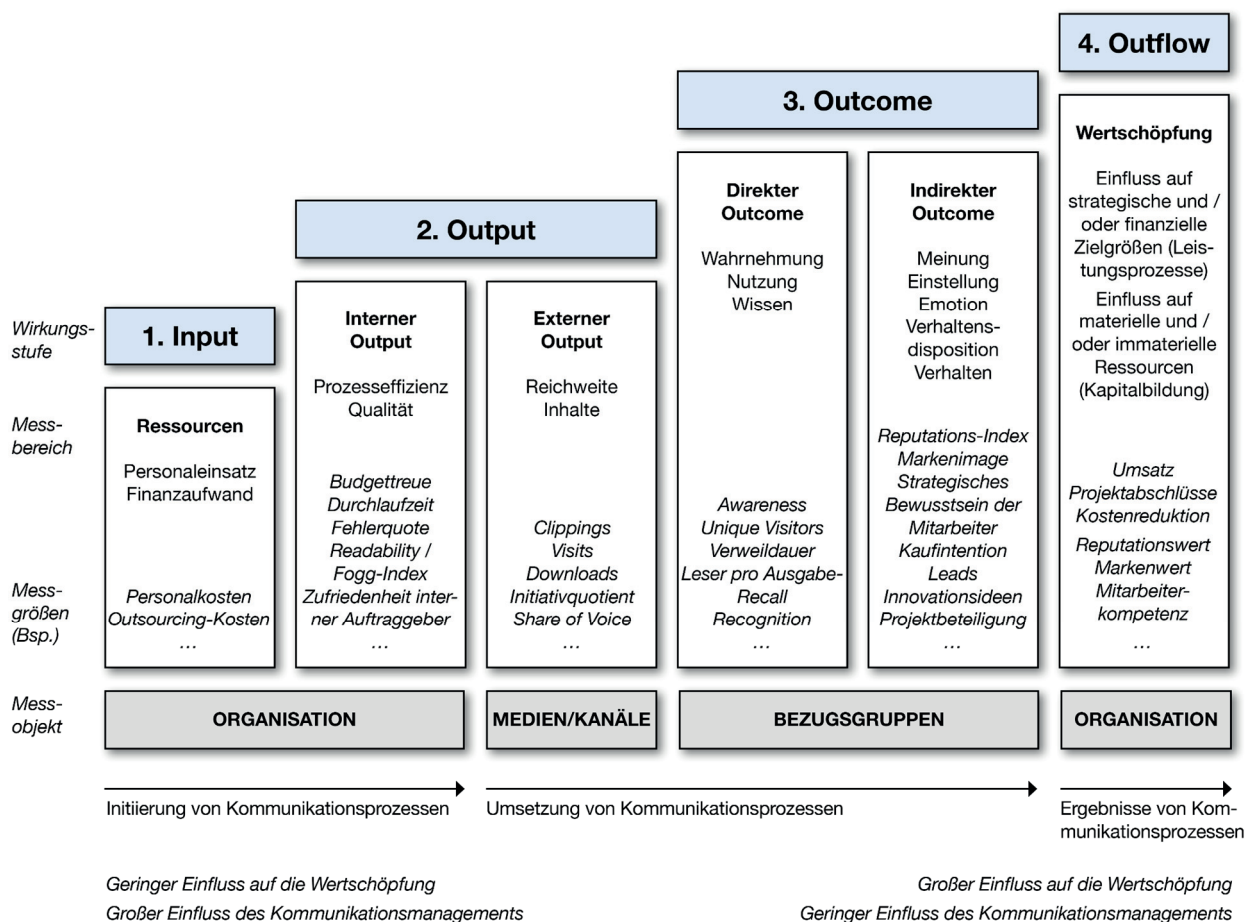 4. Outflow
3. Outcome
2. Output
1. Input
Wirkungs-
stufe
Mess-
bereich
Mess-
größen
(Bsp.)
Mess-
objekt
Ressourcen
Personaleinsatz
Finanzaufwand
Personalkosten
Outsourcing-Kosten
…
Interner
Output
Prozesseffizienz
Qualität
Budgettreue
Durchlaufzeit
Fehlerquote
Readability /
Fogg-Index
Zufriedenheit inter-
ner Auftraggeber
…
Externer
Output
Reichweite
Inhalte
Clippings
Visits
Downloads
Initiativquotient
Share of Voice
…
Direkter
Outcome
Wahrnehmung
Nutzung
Wissen
Awareness
Unique Visitors
Verweildauer
Leser pro Ausgabe-
Recall
Recognition
…
Indirekter
Outcome
Meinung
Einstellung
Emotion
Verhaltens-
disposition
Verhalten
Reputations-Index
Markenimage
Strategisches
Bewusstsein der
Mitarbeiter
Kaufintention
Leads
Innovationsideen
Projektbeteiligung
…
Wertschöpfung
Einfluss auf
strategische und /
oder finanzielle
Zielgrößen (Leis-
tungsprozesse)
Einfluss auf
materielle und /
oder immaterielle
Ressourcen
(Kapitalbildung)
Umsatz
Projektabschlüsse
Kostenreduktion
Reputationswert
Markenwert
Mitarbeiter-
kompetenz
…
ORGANISATION
MEDIEN/KANÄLE
BEZUGSGRUPPEN
ORGANISATION
Initiierung von Kommunikationsprozessen
Umsetzung von Kommunikationsprozessen
Ergebnisse von Kom-
munikationsprozessen
Geringer Einfluss auf die Wertschöpfung
Großer Einfluss des Kommunikationsmanagements
Großer Einfluss auf die Wertschöpfung
Geringer Einfluss des Kommunikationsmanagements